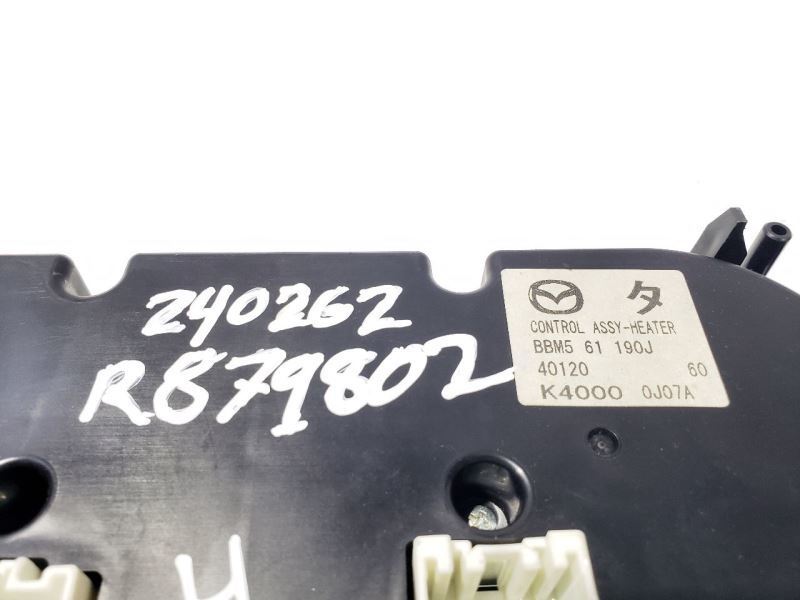 240262
R879802
タ
CONTROL ASSY-HEATER
BBM5 61 190J
40120 60
K4000 0J07A